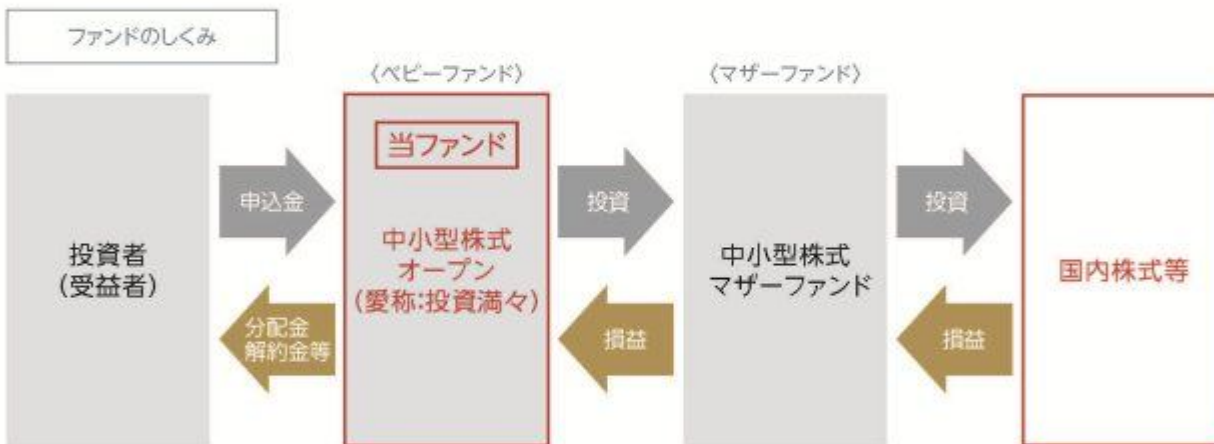 ファンドのしくみ
〈ベビーファンド〉
〈マザーファンド〉
投資者
(受益者)
申込金
分配金
解約金等
当ファンド
中小型株式
オープン
(愛称:投資満々)
投資
損益
中小型株式
マザーファンド
投資
損益
国内株式等